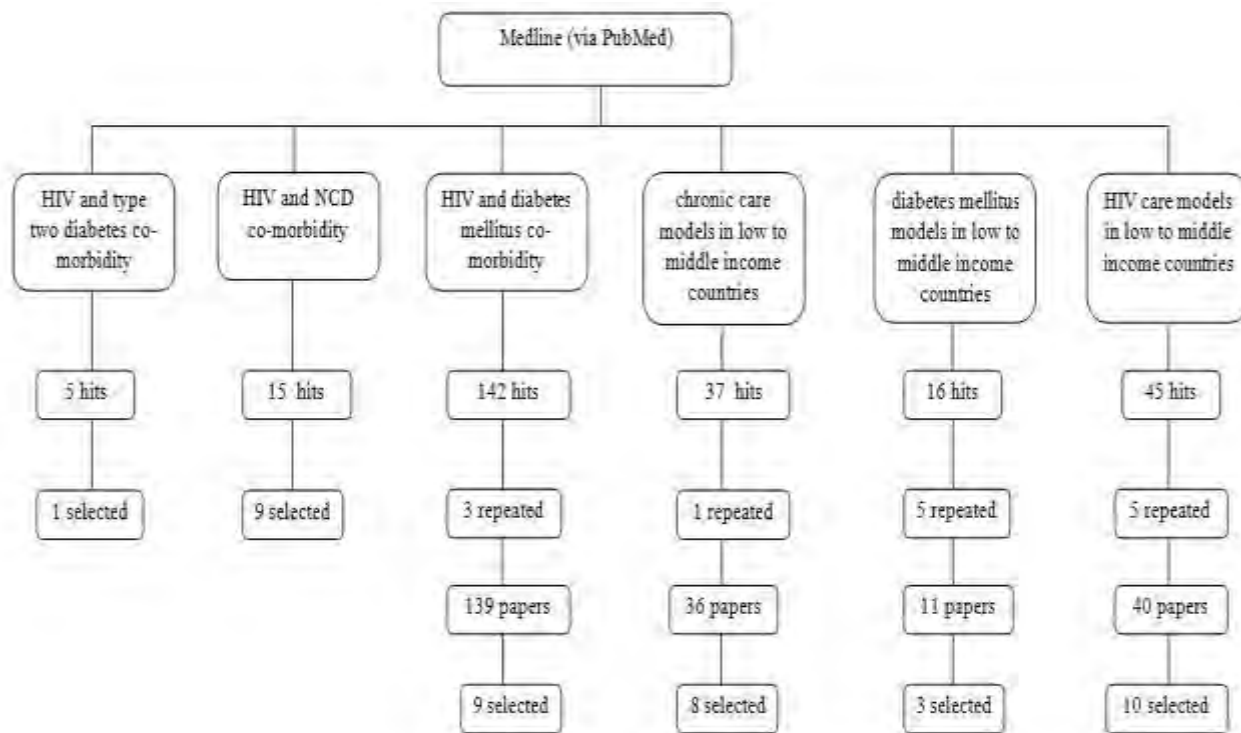 Medline (via PubMed)
HIV and type
two diabetes co-
morbidity
HIV and NCD
co-morbidity
HIV and diabetes
mellitus co-
morbidity
chronic care
models in low to
middle income
countries
diabetes mellitus
models in low to
middle income
countries
HIV care models
in low to middle
income countries
5 hits
15 hits
142 hits
37 hits
16 hits
45 hits
1 selected
9 selected
3 repeated
1 repeated
5 repeated
5 repeated
139 papers
36 papers
11 papers
40 papers
9 selected
8 selected
3 selected
10 selected